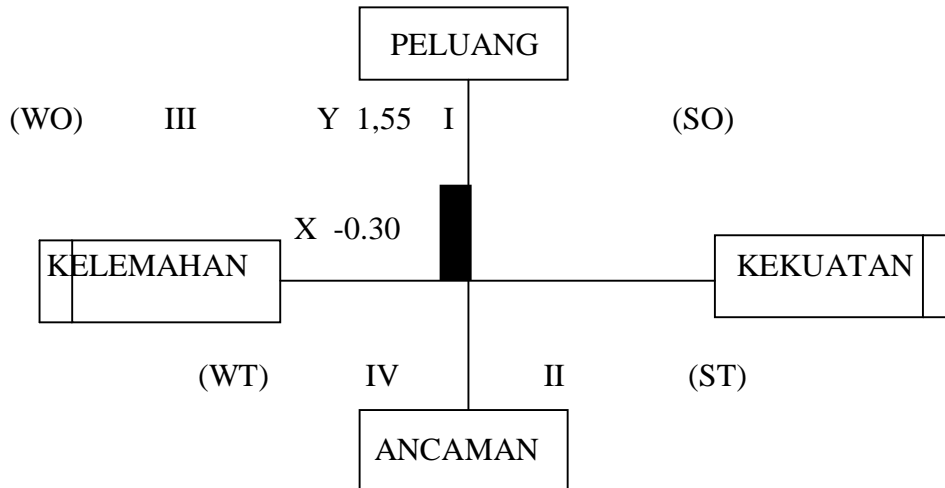 PELUANG
(WO) III Y 1,55 I (SO)
X -0.30
KELEMAHAN KEKUATAN
(WT) IV II (ST)
ANCAMAN